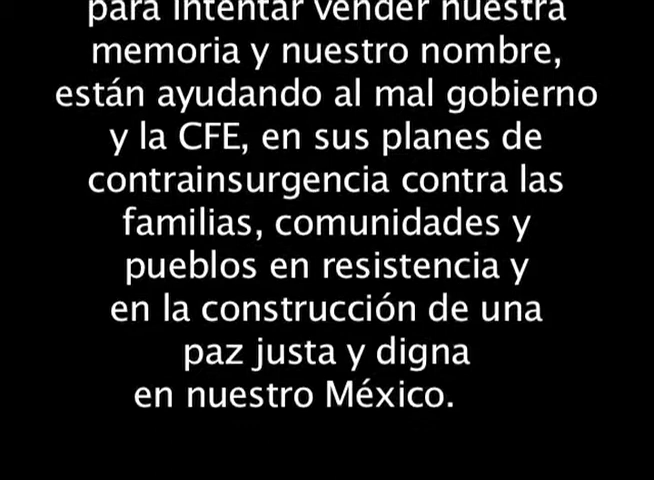 para intentar vender nuestra
memoria y nuestro nombre,
están ayudando al mal gobierno
y la CFE, en sus planes de
contrainsurgencia contra las
familias, comunidades y
pueblos en resistencia y
en la construcción de una
paz justa y digna
en nuestro México.